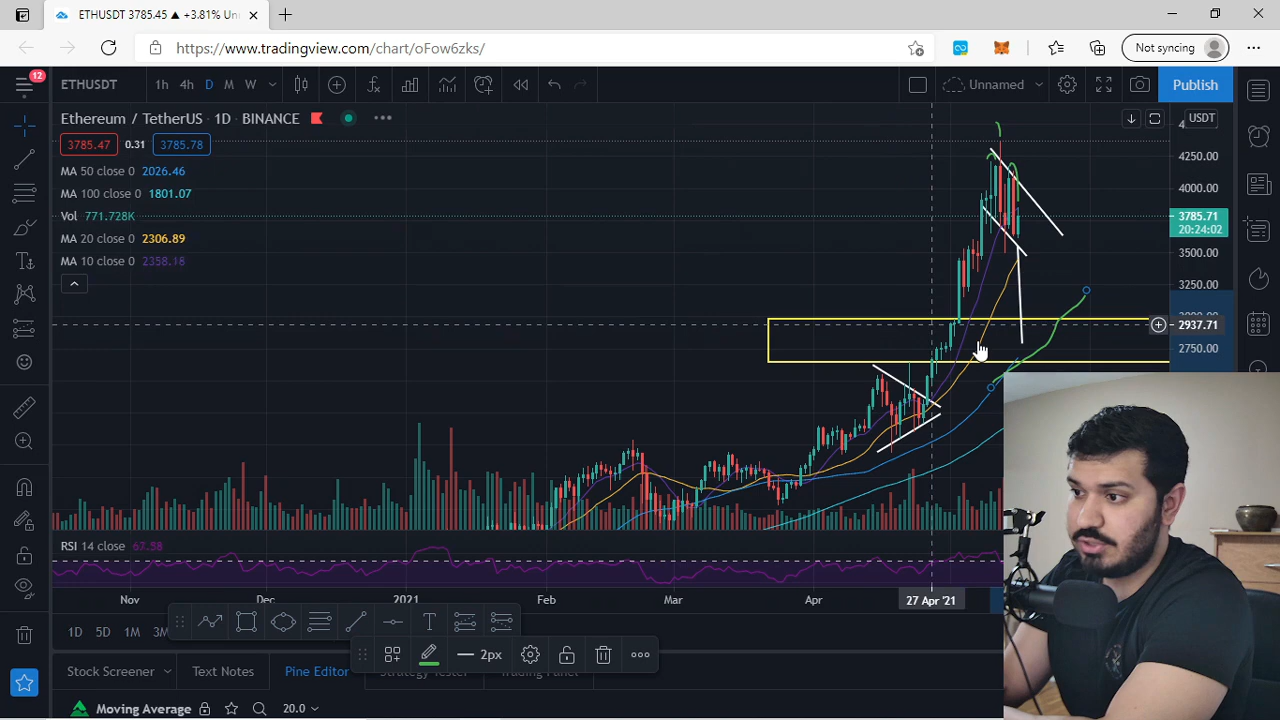 ETHUSDT 3785.45 ▲ +3.81% Un
https://www.tradingview.com/chart/oFow6zks/
Not syncing
12
ETHUSDT 1h 4h D M W
Unnamed
Publish
Ethereum / TetherUS · 1D · BINANCE
USDT
3785.47 0.31 3785.78
4250.00
MA 50 close 0 2026.46
4000.00
MA 100 close 0 1801.07
Vol 771.728K
3785.71
20:24:02
MA 20 close 0 2306.89
3500.00
MA 10 close 0 2358.18
3250.00
2937.71
2750.00
RSI 14 close 67.58
Nov Dec 2021 Feb Mar Apr 27 Apr '21
1D 5D 1M 3M
T
2px
Stock Screener Text Notes Pine Editor Strategy Tester Trading Panel
Moving Average 20.0